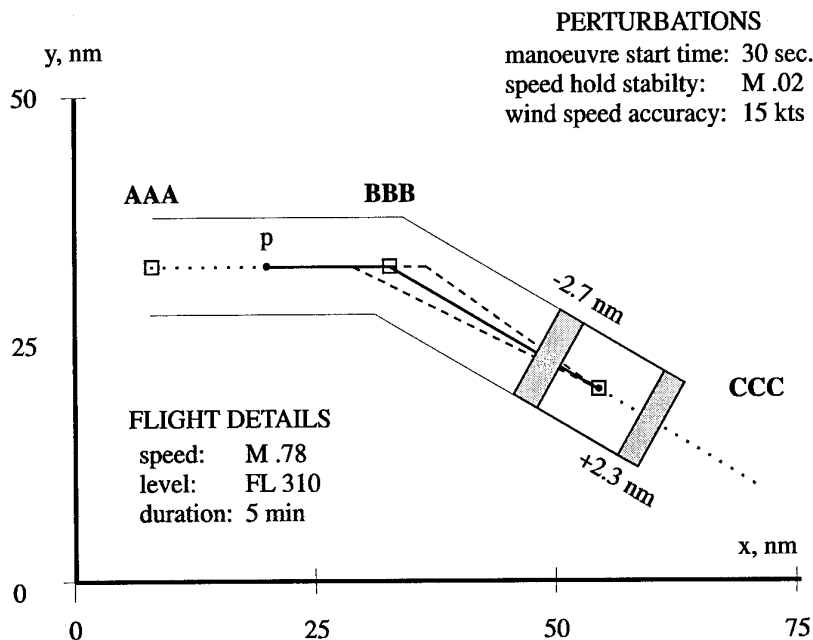 PERTURBATIONS
manoeuvre start time: 30 sec.
speed hold stabilty: M .02
wind speed accuracy: 15 kts
y, nm
50
AAA
BBB
p
-2.7 nm
25
CCC
FLIGHT DETAILS
speed: M .78
level: FL 310
duration: 5 min
+2.3 nm
x, nm
0
0
25
50
75